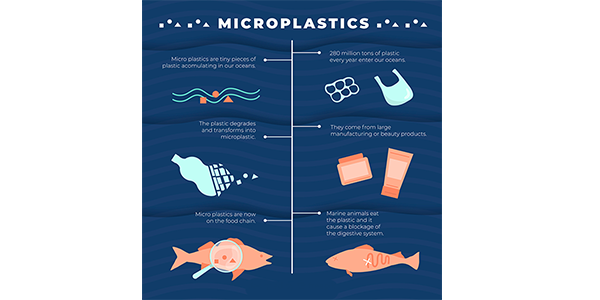 MICROPLASTICS
Micro plastics are tiny pieces of
plastic acomulating in our oceans.
280 million tons of plastic
every year enter our oceans.
The plastic degrades
and transforms into
microplastic.
They come from large
manufacturing or beauty products.
Micro plastics are now
on the food chain.
Marine animals eat
the plastic and it
cause a blockage of
the digestive system.